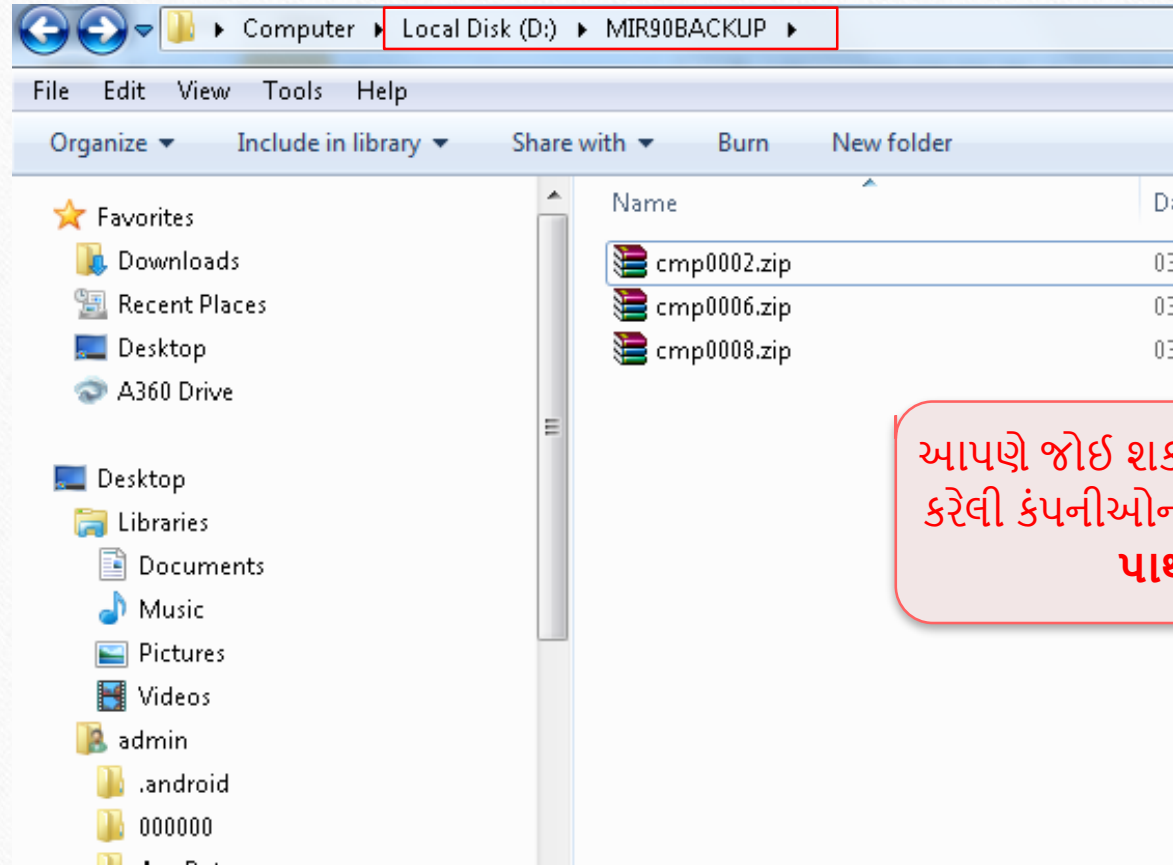 Computer Local Disk (D:) MIR90BACKUP
File Edit View Tools Help
Organize Include in library Share with Burn New folder
Favorites
Downloads
Recent Places
Desktop
A360 Drive
Desktop
Libraries
Documents
Music
Pictures
Videos
admin
.android
000000
Name
cmp0002.zip
cmp0006.zip
cmp0008.zip
આપણે જોઈ
કરેલી